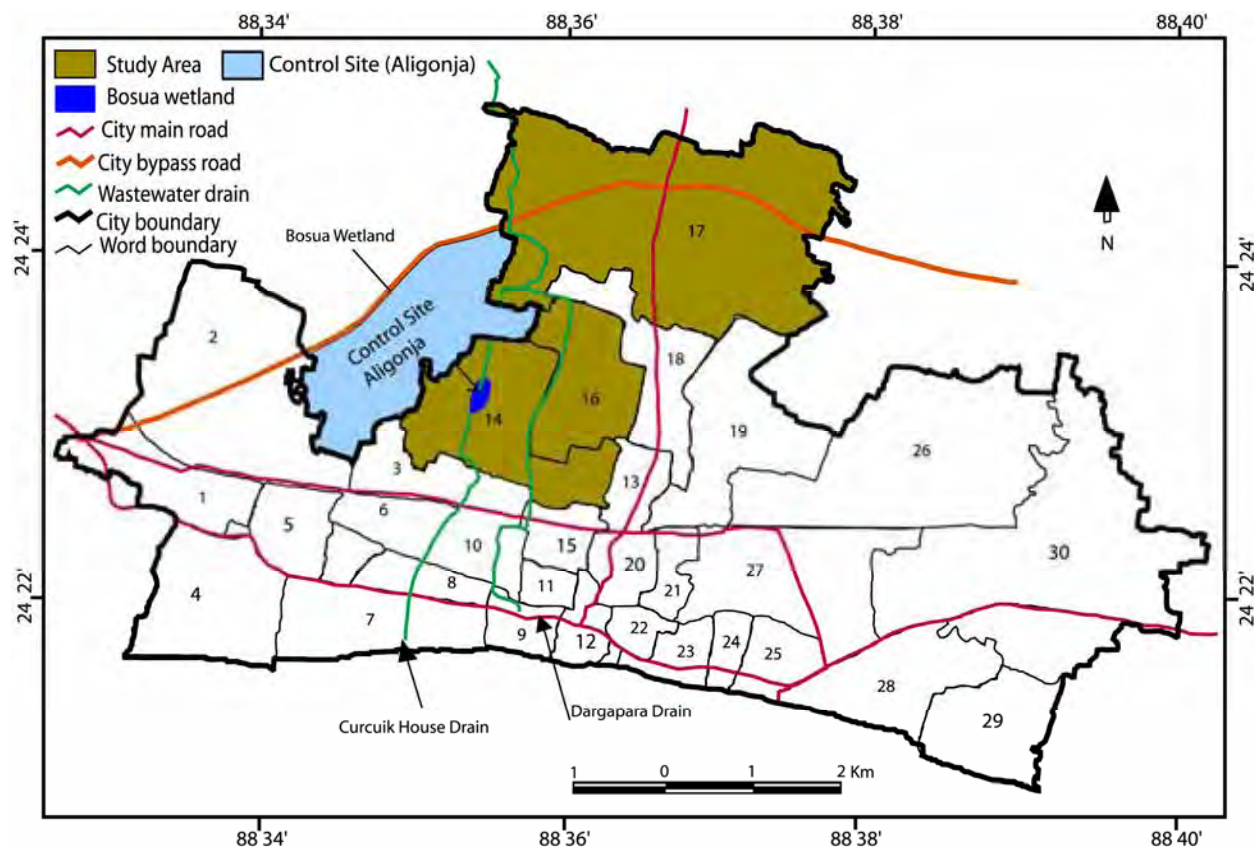 88 34' 88 36' 88 38' 88 40'
Study Area Control Site (Aligonja)
Bosua wetland
City main road
City bypass road
Wastewater drain
City boundary
Word boundary
Bosua Wetland
N
24 24' 24 24'
Control Site
Aligonja
17
2
18
16
14
19
26
3
13
1
6
5
10
15
20
27
30
24 22' 24 22'
4
8
11
21
7
9
12
22
23
24
25
28
29
Curcuik House Drain
Dargapara Drain
1 0 1 2 Km
88 34' 88 36' 88 38' 88 40'